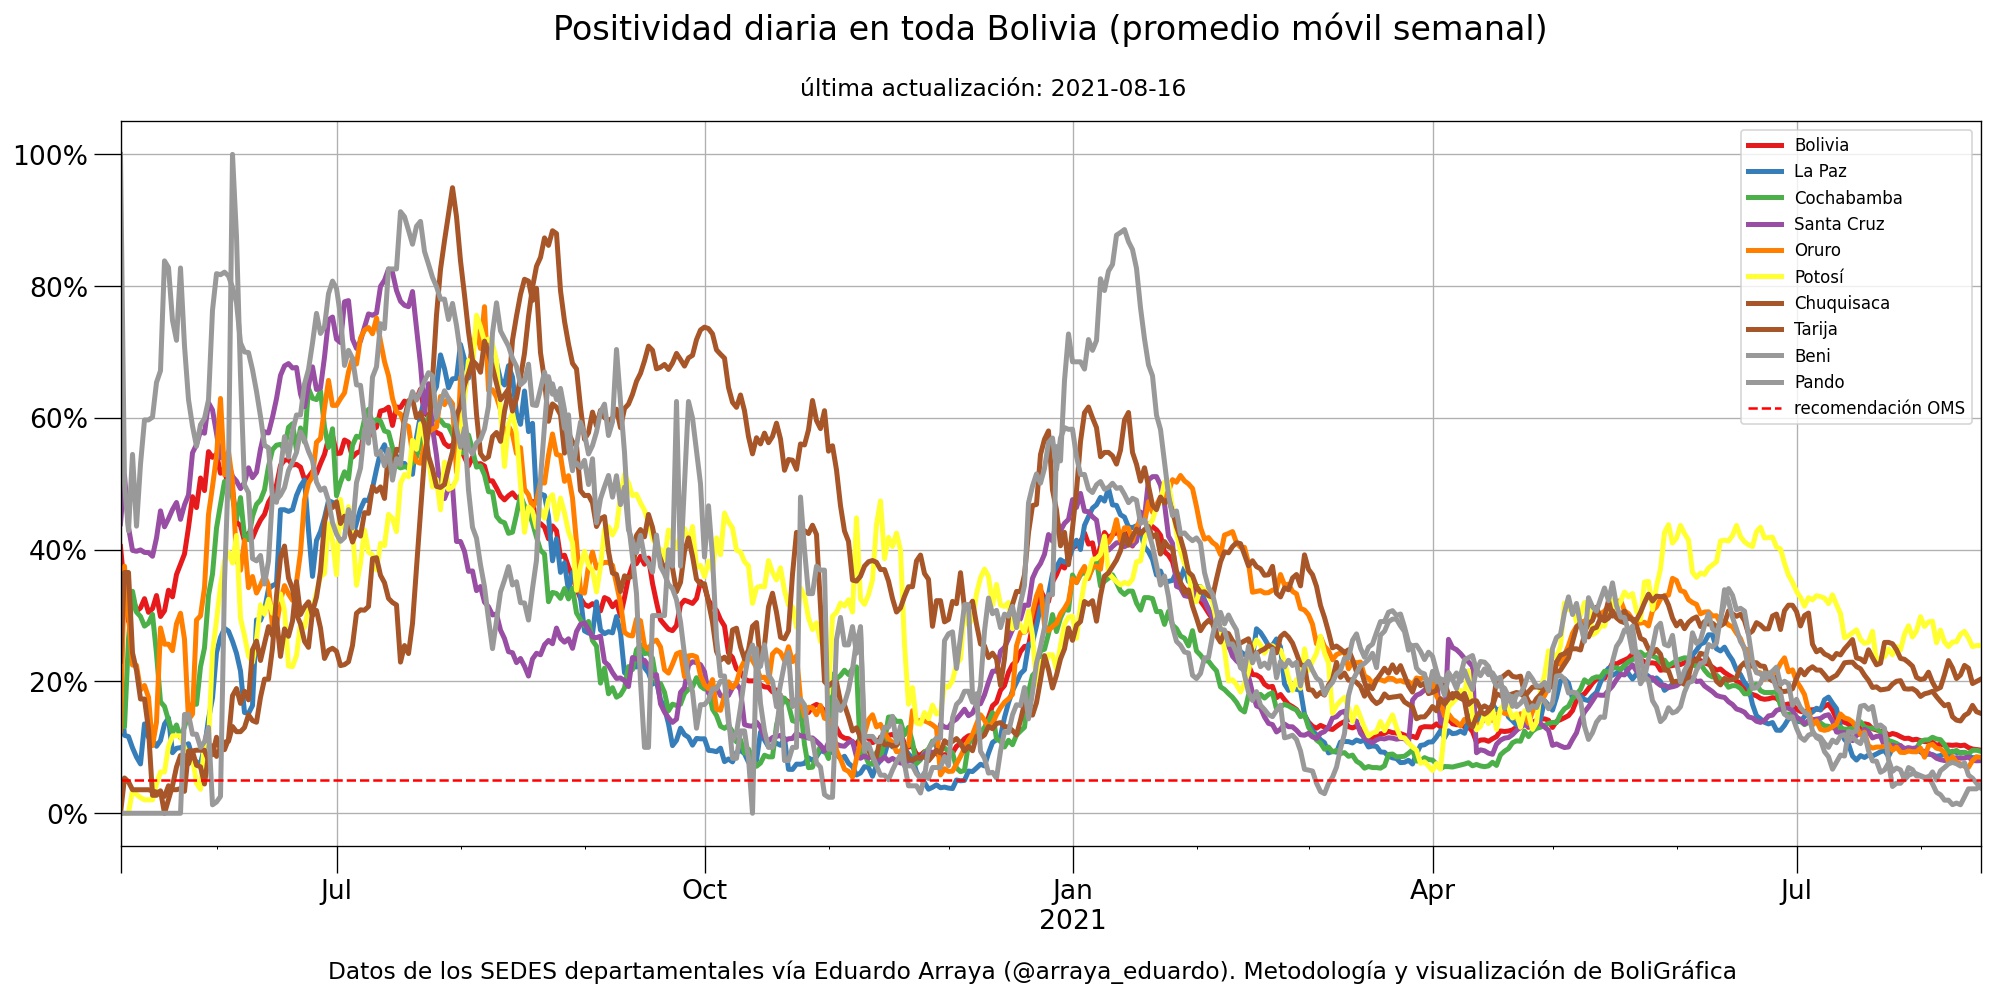 Positividad diaria en toda Bolivia (promedio móvil semanal)
última actualización: 2021-08-16
100%
80%
60%
40%
20%
0%
Bolivia
La Paz
Cochabamba
Santa Cruz
Oruro
Potosí
Chuquisaca
Tarija
Beni
Pando
recomendación OMS
Jul
Oct
Jan
2021
Apr
Jul
Datos de los SEDES departamentales vía Eduardo Arraya (@arraya_eduardo). Metodología y visualización de BoliGráfica